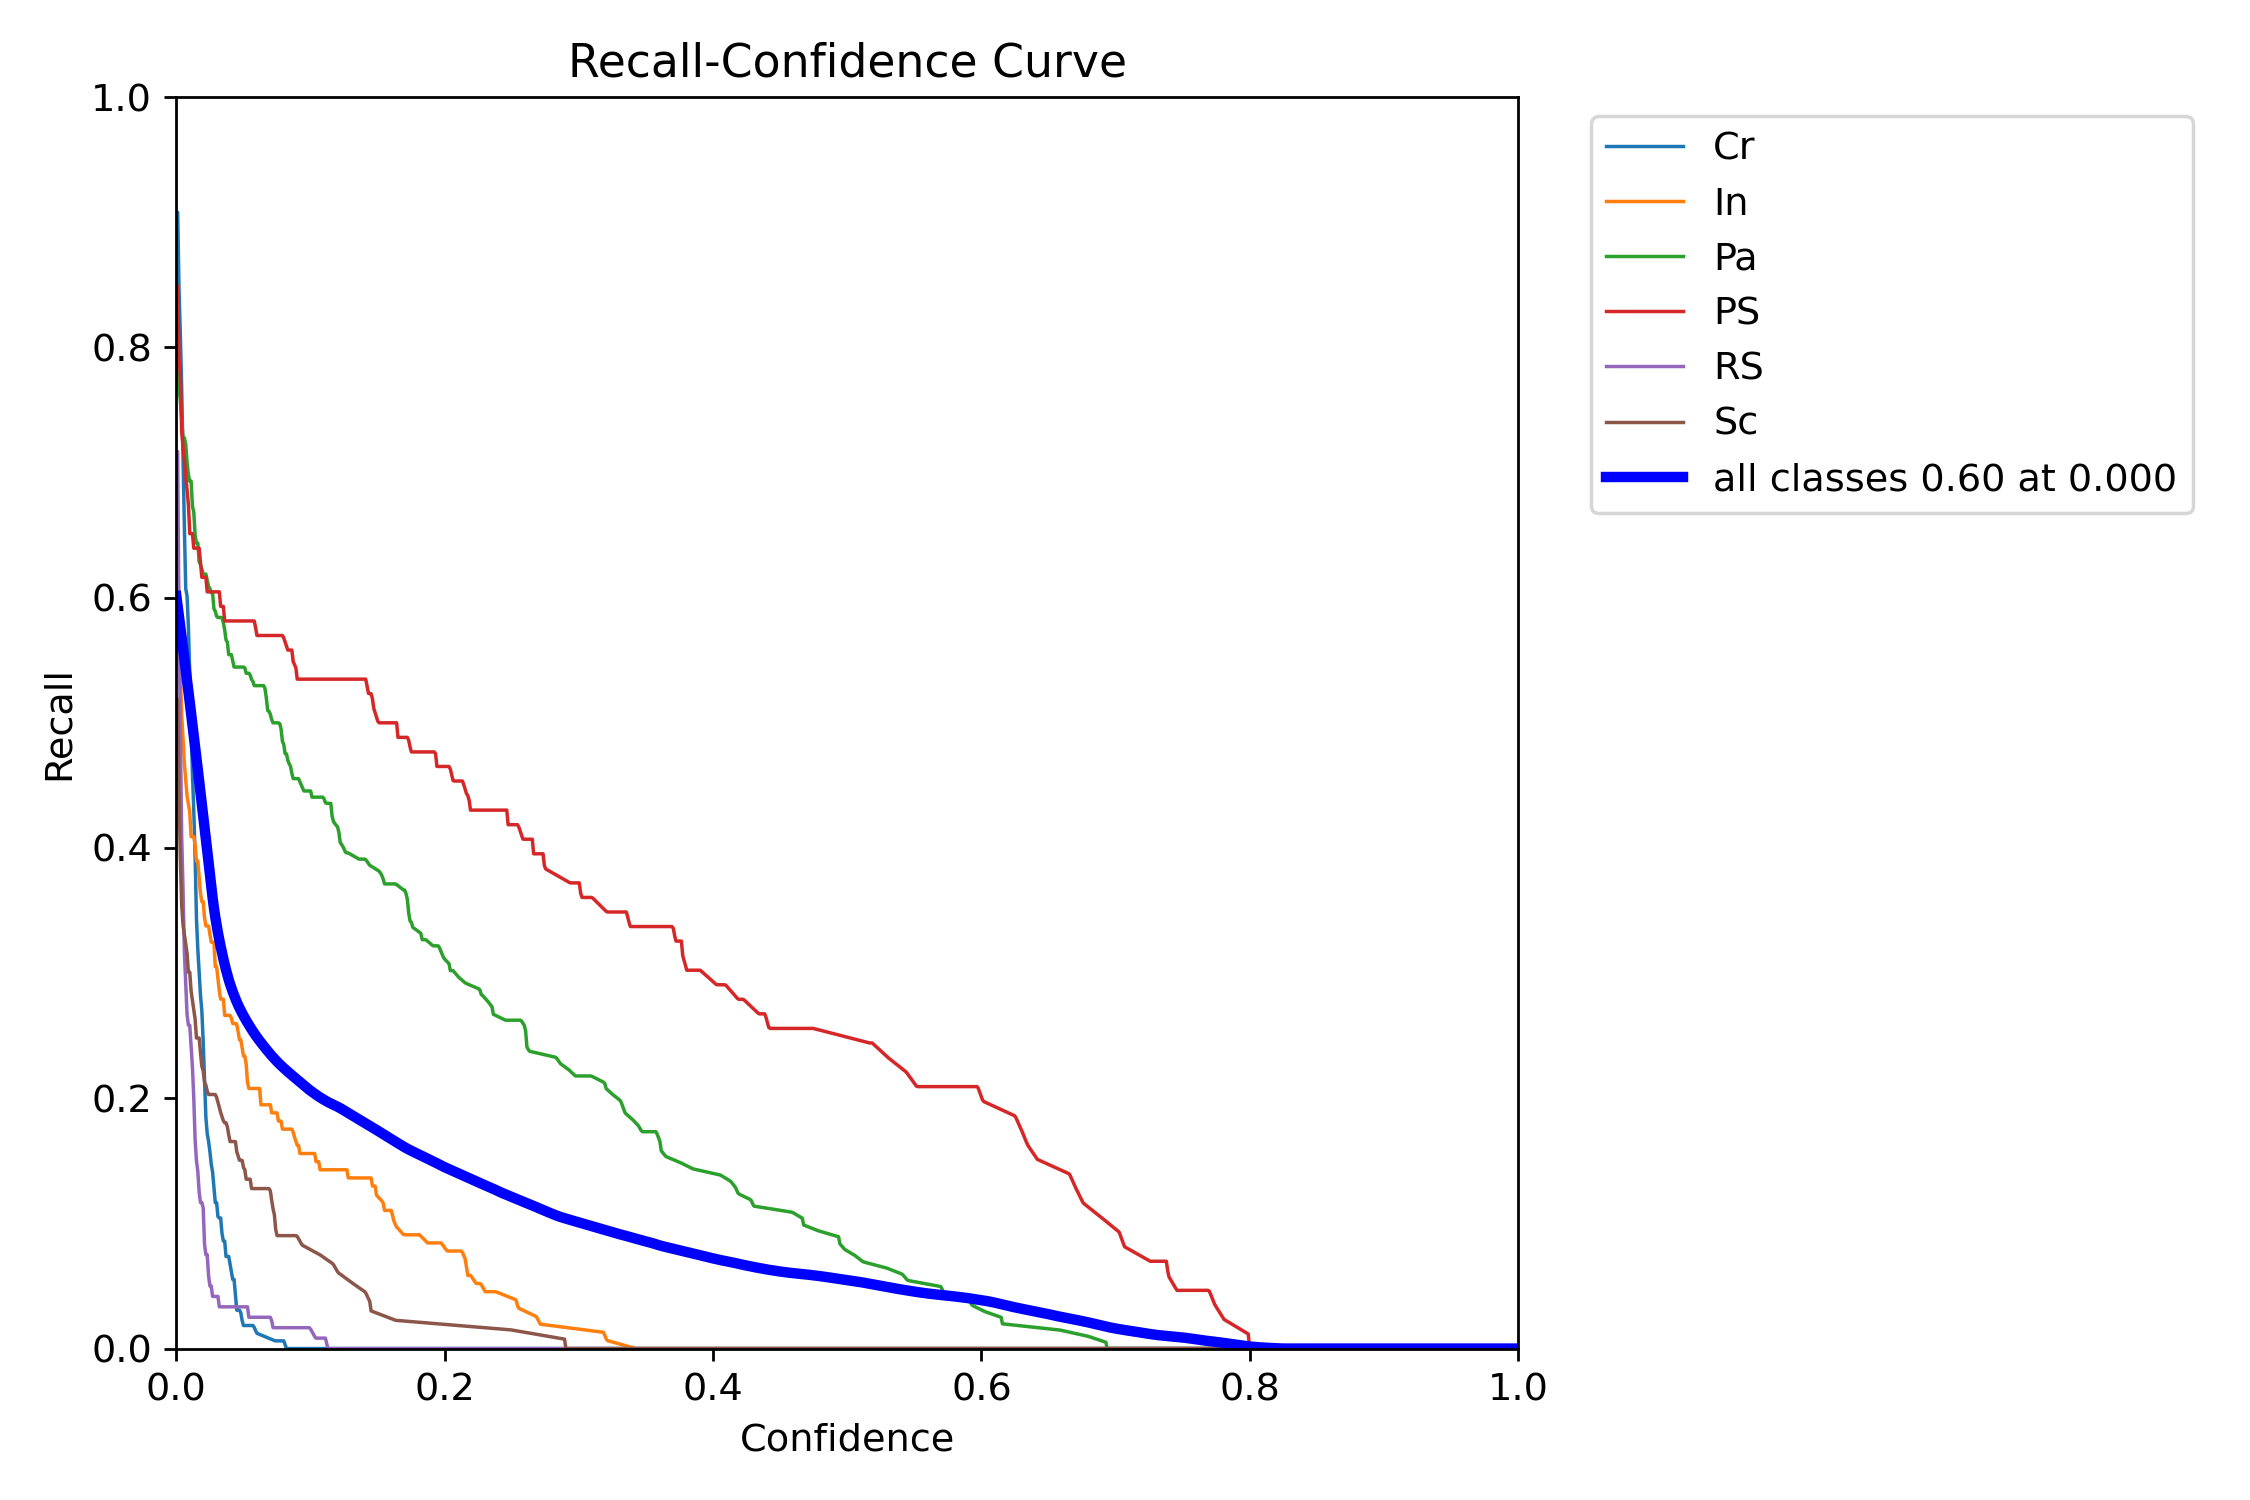 Recall-Confidence Curve
1.0
0.8
0.6
0.4
0.2
0.0
Recall
0.0 0.2 0.4 0.6 0.8 1.0
Confidence
Cr
In
Pa
PS
RS
Sc
all classes 0.60 at 0.000